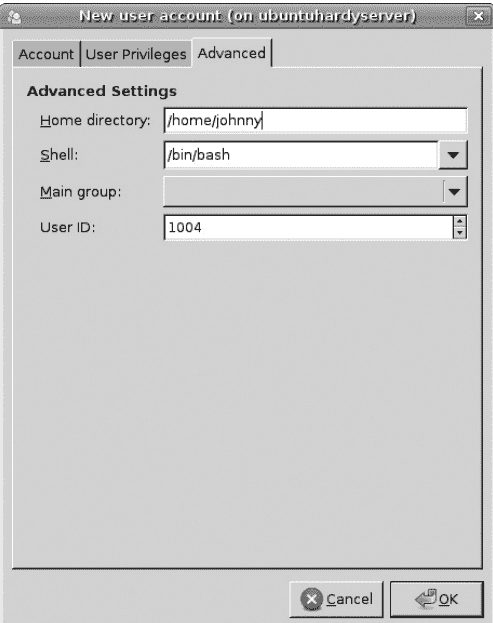 New user account (on ubuntuhardyserver)
Account User Privileges Advanced
Advanced Settings
Home directory: /home/johnny
Shell: /bin/bash
Main group:
User ID: 1004
Cancel OK